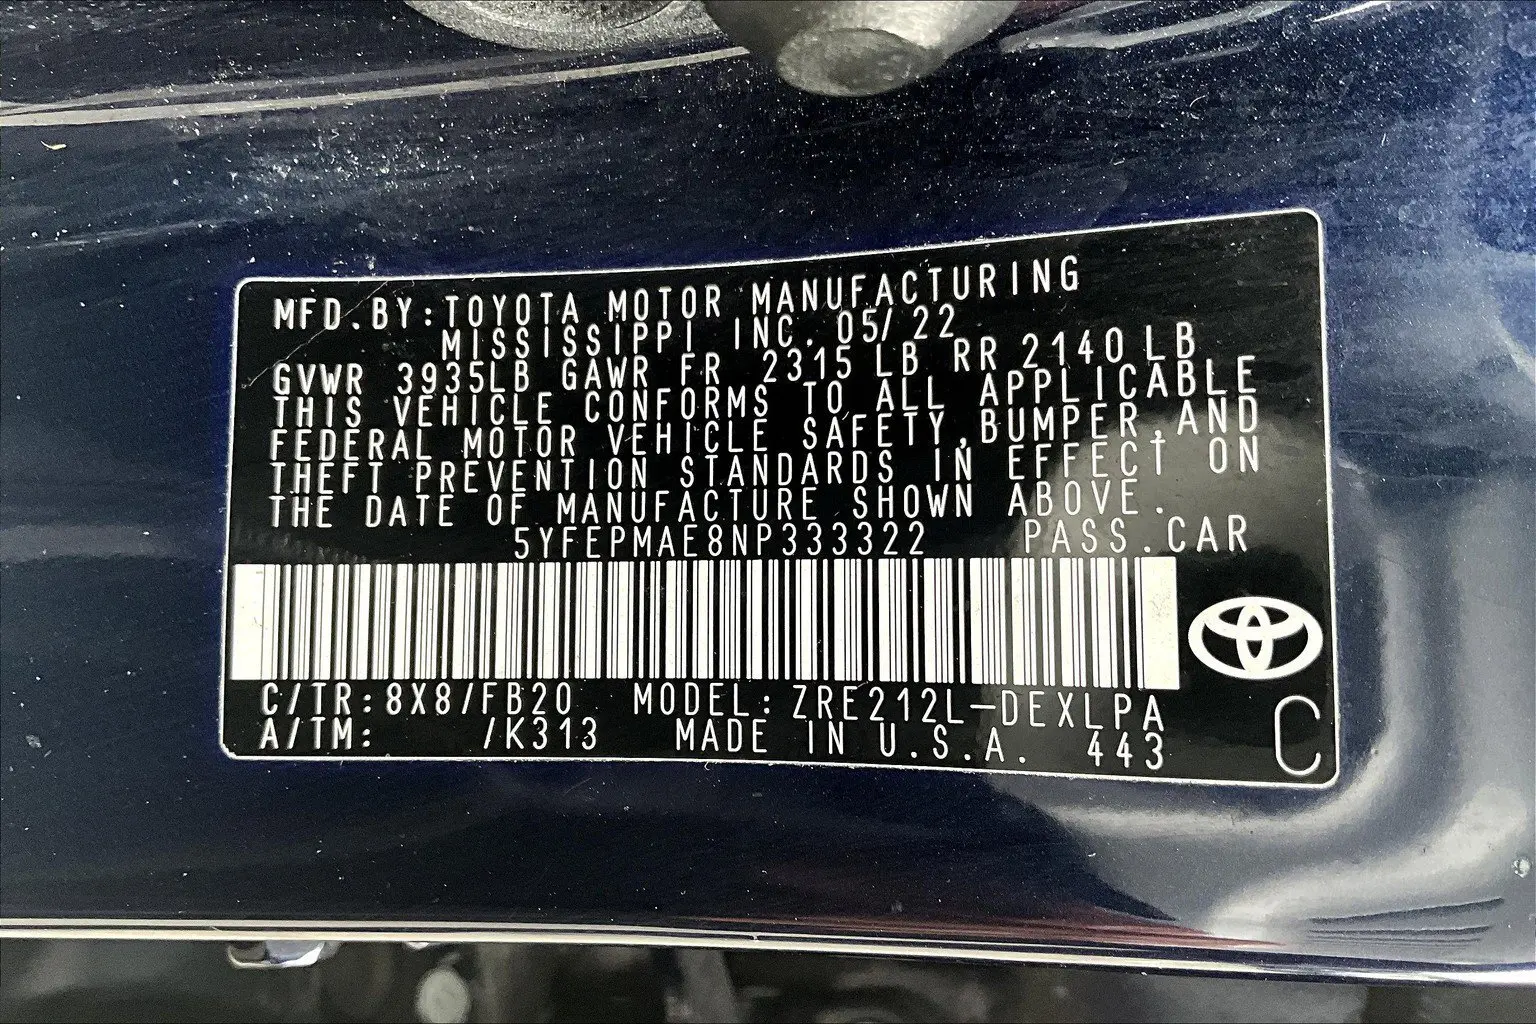 MFD.BY:TOYOTA MOTOR MANUFACTURING
MISSISSIPPI INC. 05/22
GVWR 3935LB GAWR FR 2315 LB RR 2140 LB
THIS VEHICLE CONFORMS TO ALL APPLICABLE
FEDERAL MOTOR VEHICLE SAFETY,BUMPER,AND
THEFT PREVENTION STANDARDS IN EFFECT ON
THE DATE OF MANUFACTURE SHOWN ABOVE.
5YFEPMAE8NP333322 PASS.CAR
C/TR:8X8/FB20 MODEL:ZRE212L-DEXLPA
A/TM: /K313 MADE IN U.S.A. 443
C